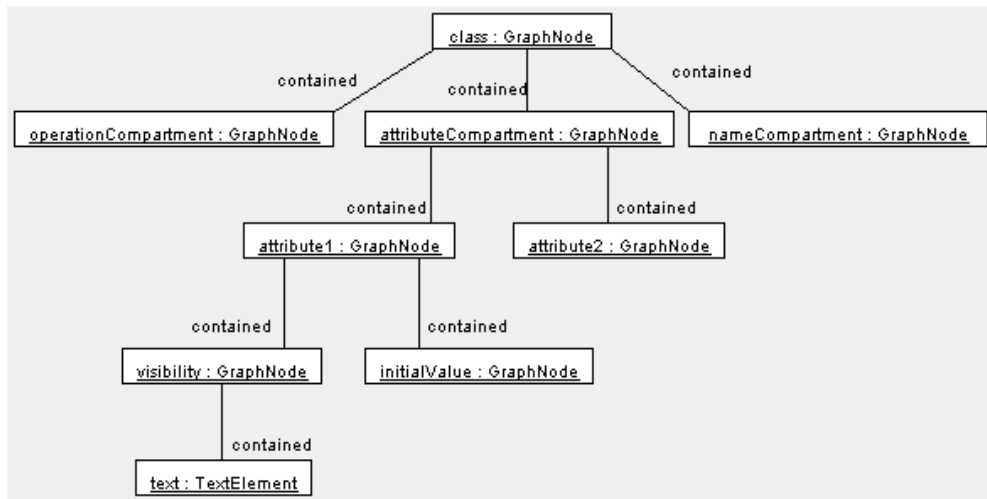 class : GraphNode
contained
contained
contained
operationCompartment : GraphNode
attributeCompartment : GraphNode
nameCompartment : GraphNode
contained
contained
attribute1 : GraphNode
attribute2 : GraphNode
contained
contained
visibility : GraphNode
initialValue : GraphNode
contained
text : TextElement